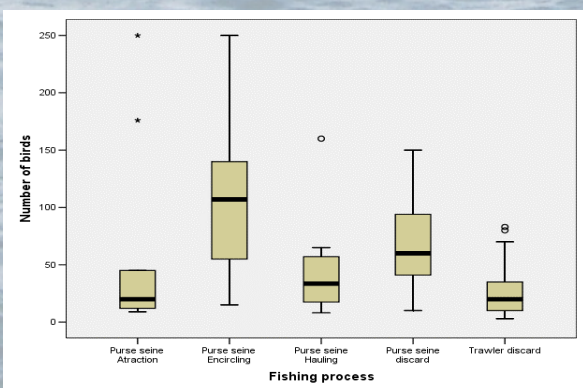 Number of birds
250
200
150
100
50
0
*
*
Purse seine
Atraction
Purse seine
Encircling
Purse seine
Hauling
Purse seine
discard
Trawler discard
Fishing process